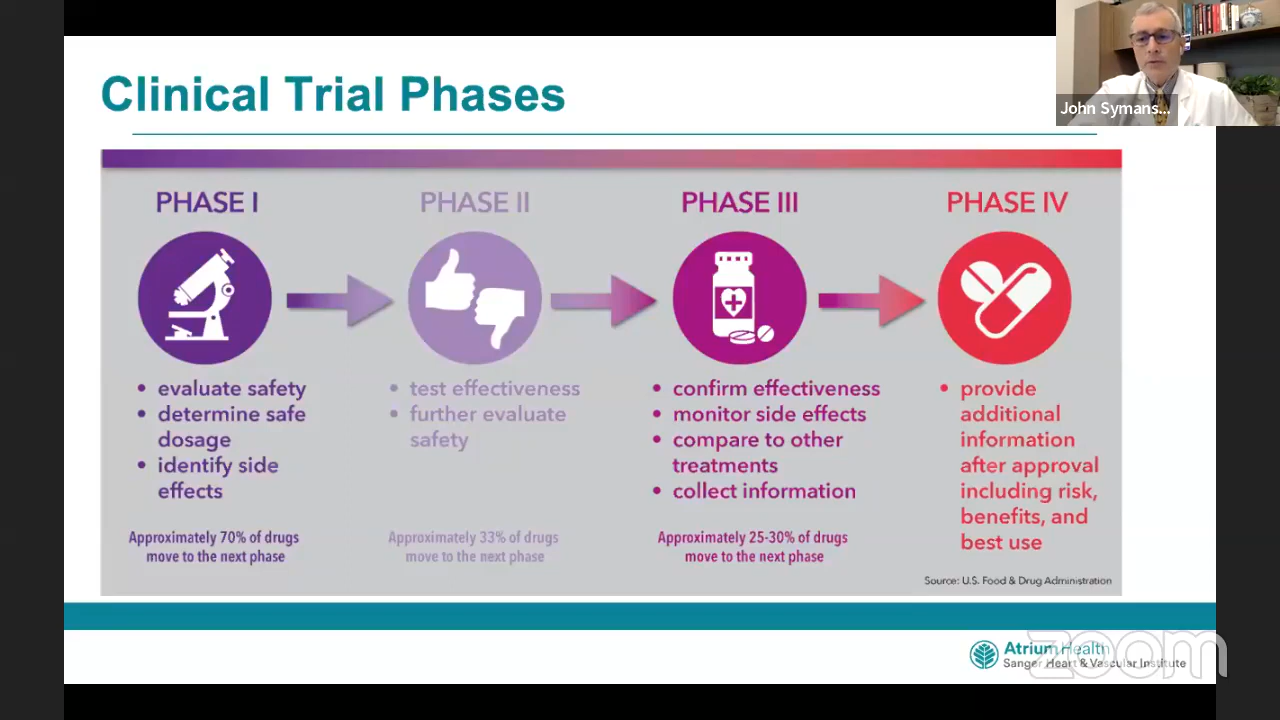 Clinical Trial Phases
John Symans...
PHASE I
evaluate safety
determine safe
dosage
identify side
effects
Approximately 70% of drugs
move to the next phase
PHASE II
test effectiveness
further evaluate
safety
Approximately 33% of drugs
move to the next phase
PHASE III
confirm effectiveness
monitor side effects
compare to other
treatments
collect information
Approximately 25-30% of drugs
move to the next phase
PHASE IV
provide
additional
information
after approval
including risk,
benefits, and
best use
Source: U.S. Food & Drug Administration
Atrium Health
Sanger Heart & Vascular Institute
zoom